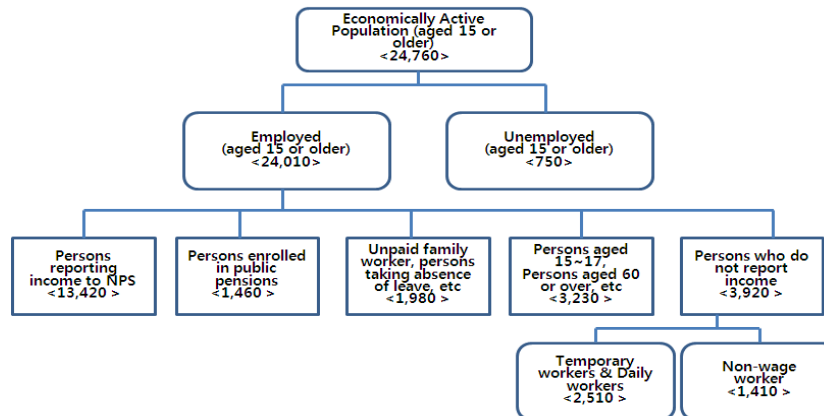 Economically Active
Population (aged 15 or
older)
<24,760>
Employed
(aged 15 or older)
<24,010>
Unemployed
(aged 15 or older)
<750>
Persons
reporting
income to NPS
<13,420 >
Persons enrolled
in public
pensions
<1,460>
Unpaid family
worker, persons
taking absence
of leave, etc
<1,980>
Persons aged
15~17,
Persons aged 60
or over, etc
<3,230>
Persons who do
not report
income
<3,920>
Temporary
workers & Daily
workers
<2,510>
Non-wage
worker
<1,410>